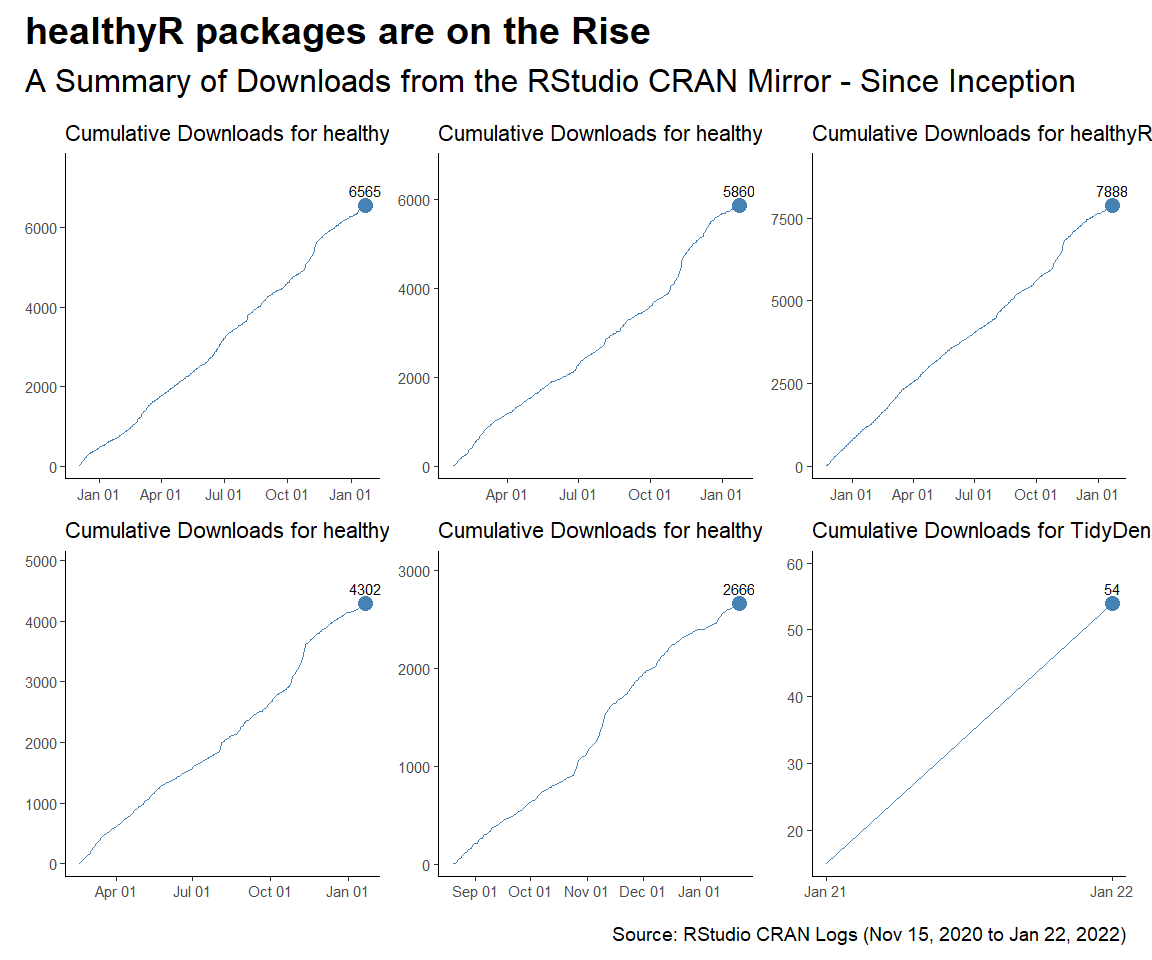 healthyR packages are on the Rise
A Summary of Downloads from the RStudio CRAN Mirror - Since Inception
Cumulative Downloads for healthy
6565
6000
4000
2000
0
Jan 01 Apr 01 Jul 01 Oct 01 Jan 01
Cumulative Downloads for healthy
5860
6000
4000
2000
0
Apr 01 Jul 01 Oct 01 Jan 01
Cumulative Downloads for healthyR
7888
7500
5000
2500
0
Jan 01 Apr 01 Jul 01 Oct 01 Jan 01
Cumulative Downloads for healthy
5000
4302
4000
3000
2000
1000
0
Apr 01 Jul 01 Oct 01 Jan 01
Cumulative Downloads for healthy
3000
2666
2000
1000
0
Sep 01 Oct 01 Nov 01 Dec 01 Jan 01
Cumulative Downloads for TidyDen
60
54
50
40
30
20
Jan 21 Jan 22
Source: RStudio CRAN Logs (Nov 15, 2020 to Jan 22, 2022)